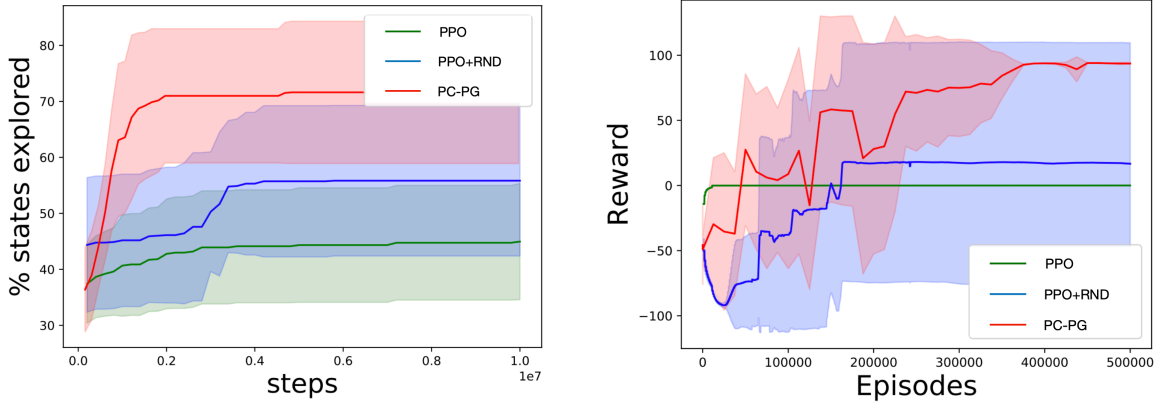 % states explored
80
70
60
50
40
30
0.0 0.2 0.4 0.6 0.8 1.0
1e7
steps
PPO
PPO+RND
PC-PG
Reward
100
50
0
−50
−100
0 100000 200000 300000 400000 500000
Episodes
PPO
PPO+RND
PC-PG